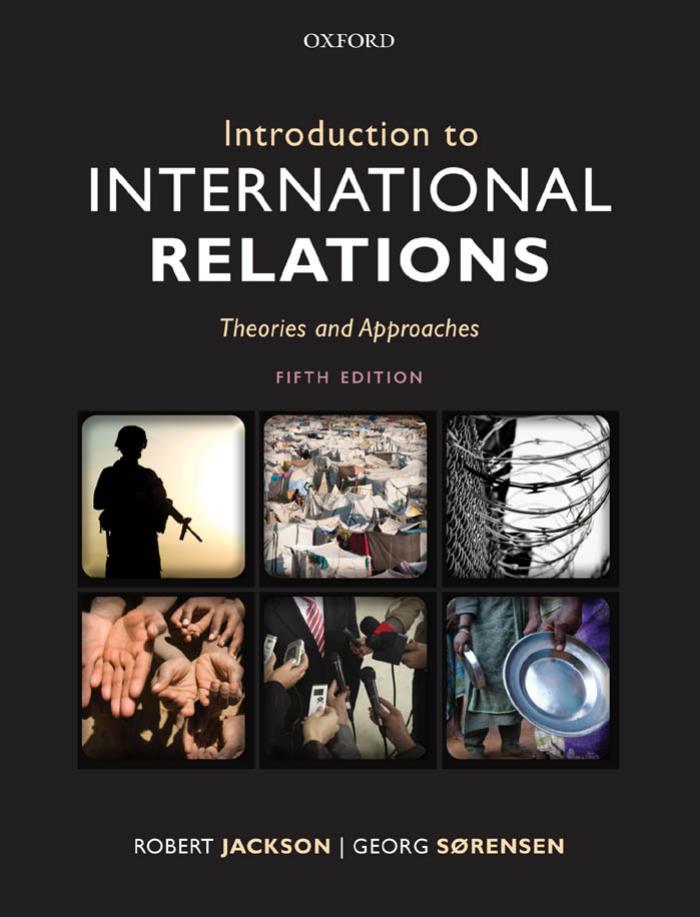 OXFORD
Introduction to
INTERNATIONAL
RELATIONS
Theories and Approaches
FIFTH EDITION
ROBERT JACKSON | GEORG SØRENSEN